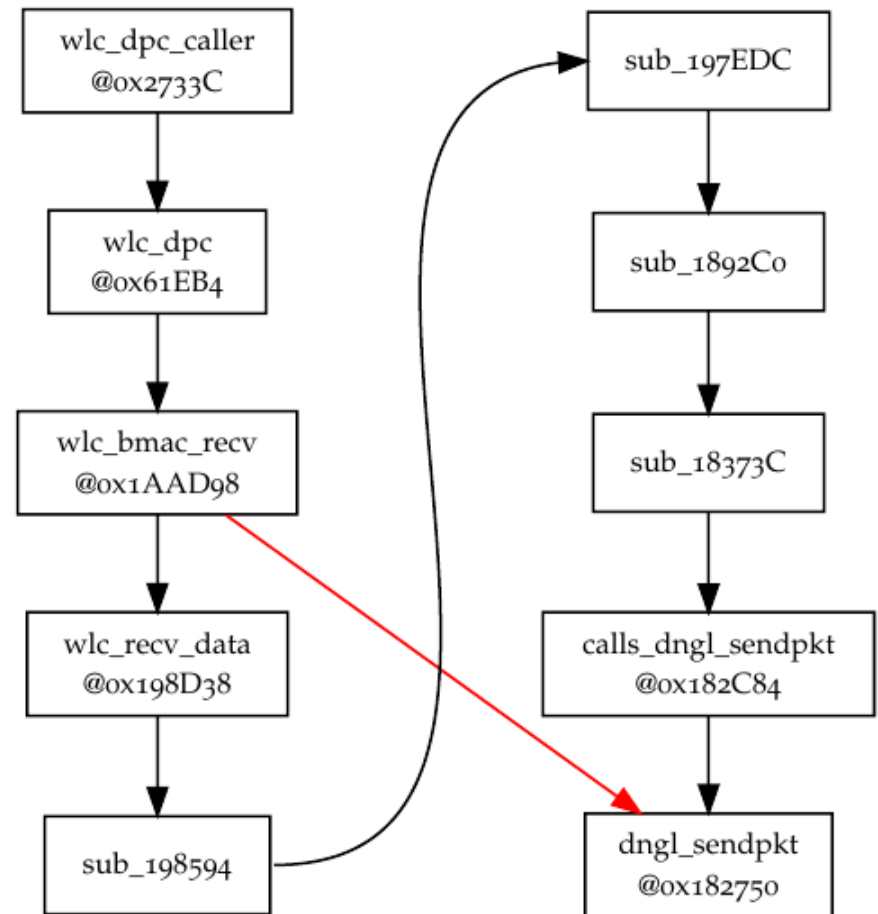 wlc_dpc_caller
@0x2733C
wlc_dpc
@0x61EB4
wlc_bmac_recv
@0x1AAD98
wlc_recv_data
@0x198D38
sub_198594
sub_197EDC
sub_1892C0
sub_18373C
calls_dngl_sendpkt
@0x182C84
dngl_sendpkt
@0x182750